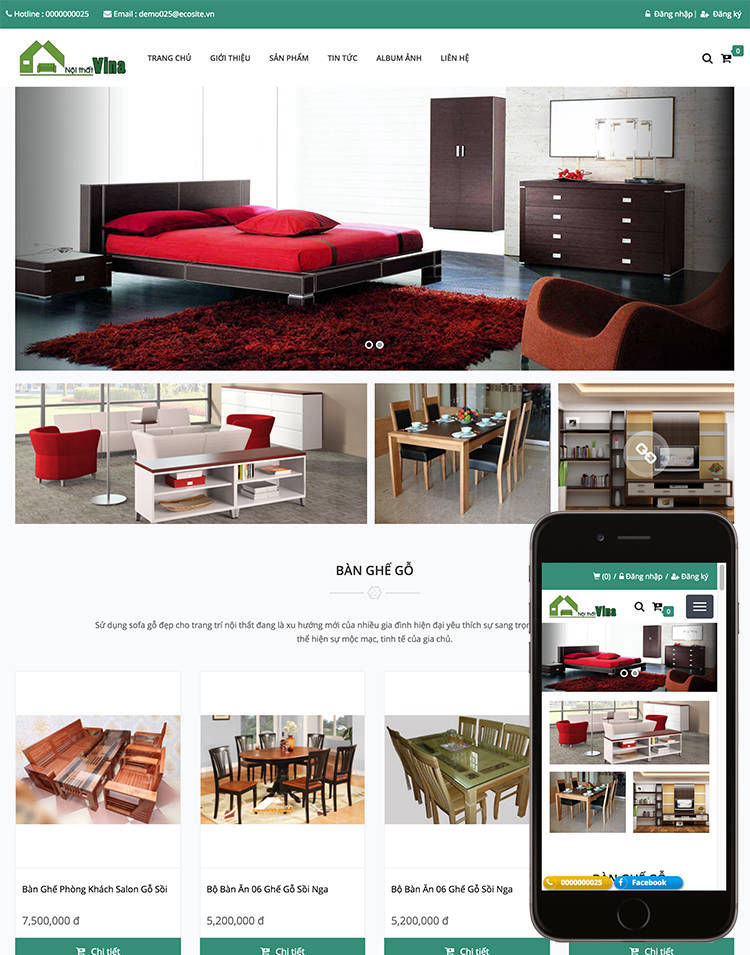 Hotline : 0000000025 Email : demo025@ecosite.vn Đăng nhập | Đăng ký
Nội thất Vina TRANG CHỦ GIỚI THIỆU SẢN PHẨM TIN TỨC ALBUM ẢNH LIÊN HỆ 0
BÀN GHẾ GỖ
Sử dụng sofa gỗ đẹp cho trang trí nội thất đang là xu hướng mới của nhiều gia đình hiện đại yêu thích sự sang
thể hiện sự mộc mạc, tinh tế của gia chủ.
Bàn Ghế Phòng Khách Salon Gỗ Sồi
7,500,000 đ
Chi tiết
Bộ Bàn Ăn 06 Ghế Gỗ Sồi Nga
5,200,000 đ
Chi tiết
Bộ Bàn Ăn 06 Ghế Gỗ Sồi Nga
5,200,000 đ
Chi tiết
Chi tiết
(0) / Đăng nhập / Đăng ký
Nội thất Vina 0
BÀN GHẾ GỖ
0000000025 Facebook